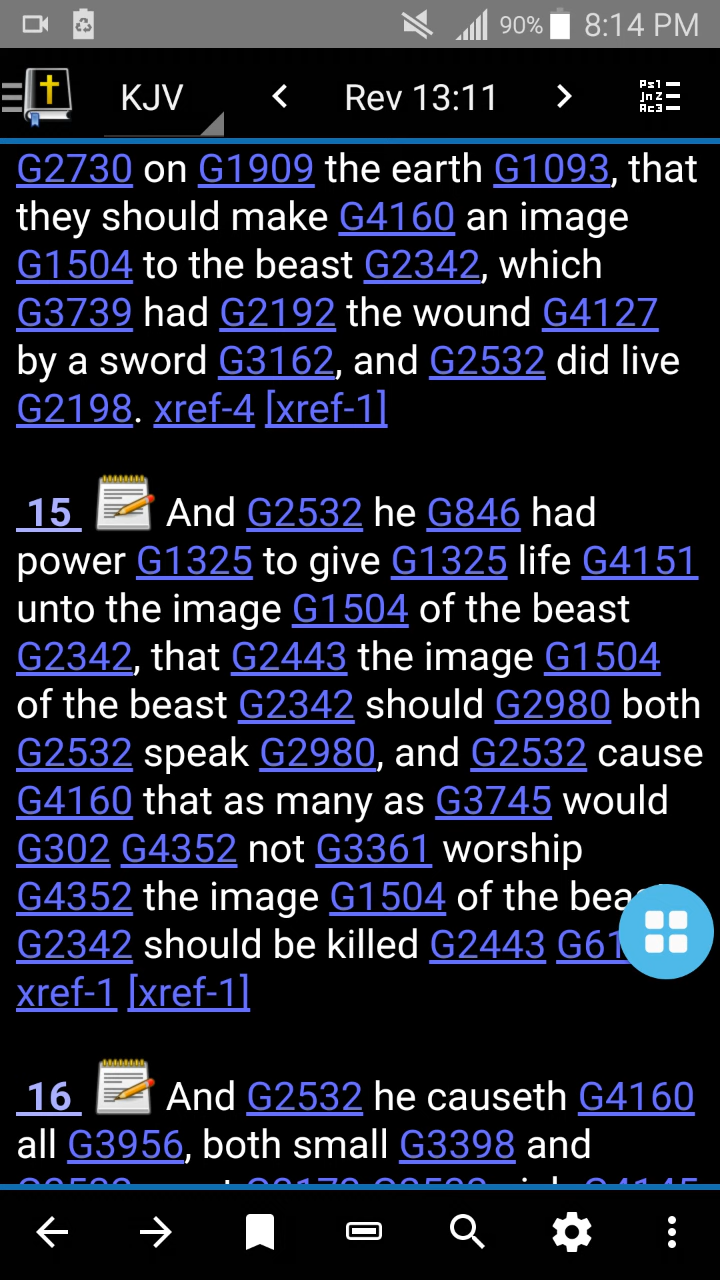 90% 8:14 PM
KJV < Rev 13:11 >
Ps1
Jn2
Ac3
G2730 on G1909 the earth G1093, that
they should make G4160 an image
G1504 to the beast G2342, which
G3739 had G2192 the wound G4127
by a sword G3162, and G2532 did live
G2198. xref-4 [xref-1]
15 And G2532 he G846 had
power G1325 to give G1325 life G4151
unto the image G1504 of the beast
G2342, that G2443 the image G1504
of the beast G2342 should G2980 both
G2532 speak G2980, and G2532 cause
G4160 that as many as G3745 would
G302 G4352 not G3361 worship
G4352 the image G1504 of the
G2342 should be killed G2443
xref-1 [xref-1]
16 And G2532 he causeth G4160
all G3956, both small G3398 and